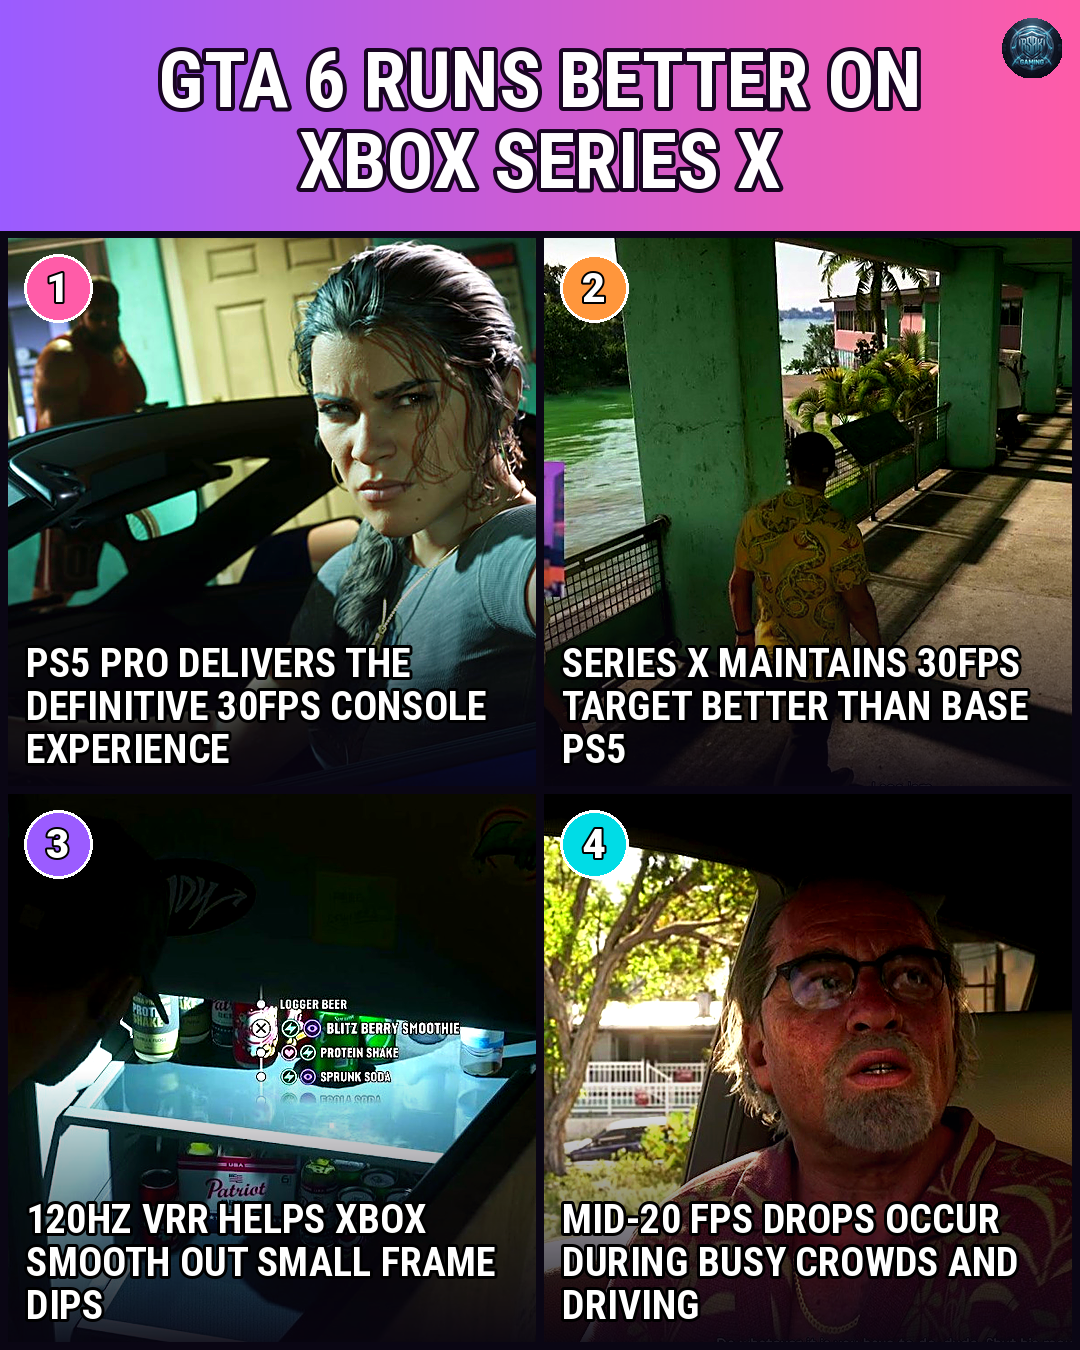 GTA 6 RUNS BETTER ON
XBOX SERIES X
GAMING
1
PS5 PRO DELIVERS THE
DEFINITIVE 30FPS CONSOLE
EXPERIENCE
2
SERIES X MAINTAINS 30FPS
TARGET BETTER THAN BASE
PS5
3
LOGGER BEER
BLITZ BERRY SMOOTHIE
PROTEIN SHAKE
SPRUNK SODA
USA
Patriot
120HZ VRR HELPS XBOX
SMOOTH OUT SMALL FRAME
DIPS
4
MID-20 FPS DROPS OCCUR
DURING BUSY CROWDS AND
DRIVING